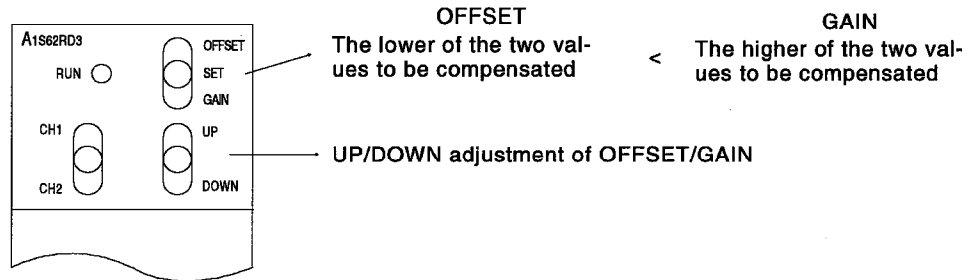 A1S62RD3
RUN
OFFSET
SET
GAIN
CH1
CH2
UP
DOWN
OFFSET
The lower of the two val-
ues to be compensated
<
GAIN
The higher of the two val-
ues to be compensated
UP/DOWN adjustment of OFFSET/GAIN